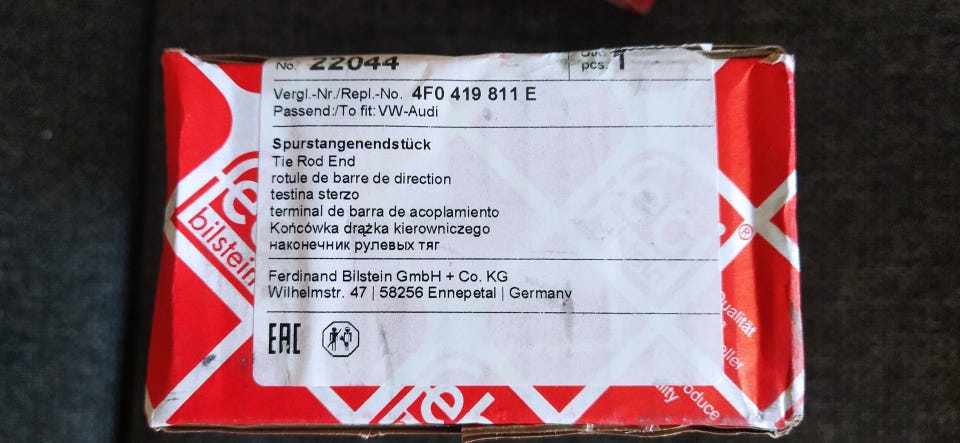 No. 22044
pcs. 1
Vergl.-Nr./Repl.-No. 4F0 419 811 E
Passend:/To fit: VW-Audi
Spurstangenendstück
Tie Rod End
rotule de barre de direction
testina sterzo
terminal de barra de acoplamiento
Końcówka drążka kierowniczego
наконечник рулевых тяг
Ferdinand Bilstein GmbH + Co. KG
Wilhelmstr. 47 | 58256 Ennepetal | Germany
EAC
bilstein
®
Qualität